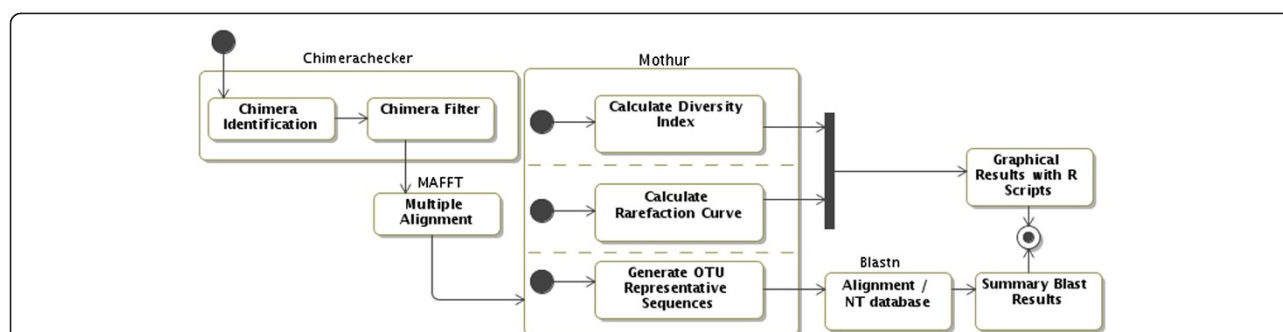 Chimerachecker
Chimera
Identification
Chimera Filter
MAFFT
Multiple
Alignment
Mothur
Calculate Diversity
Index
Calculate
Rarefaction Curve
Generate OTU
Representative
Sequences
Blastn
Alignment /
NT database
Summary Blast
Results
Graphical
Results with R
Scripts